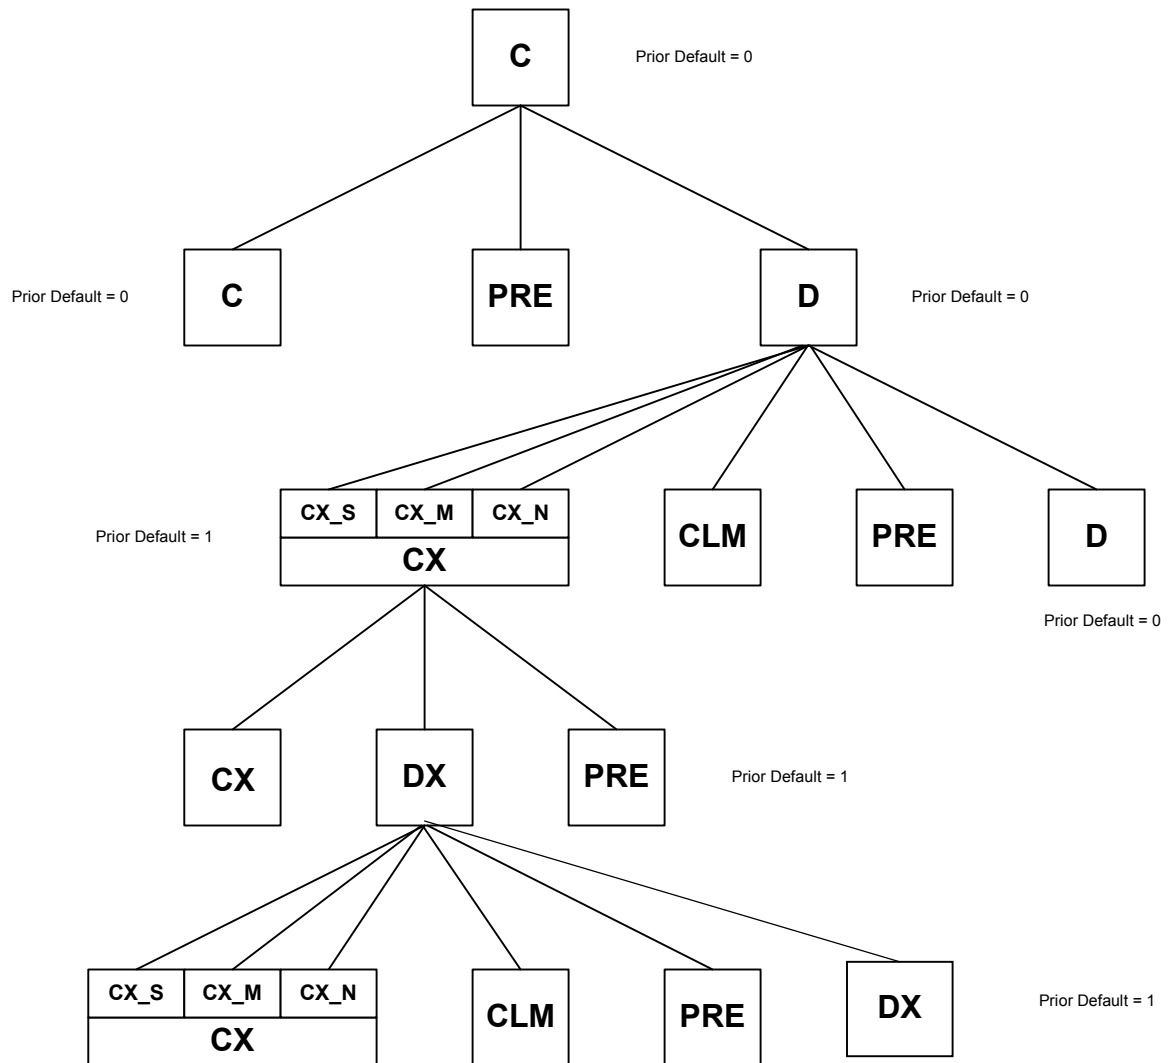 C
Prior Default = 0
Prior Default = 0
C
PRE
D
Prior Default = 0
Prior Default = 1
CX_S
CX_M
CX_N
CX
CLM
PRE
D
Prior Default = 0
CX
DX
PRE
Prior Default = 1
CX_S
CX_M
CX_N
CX
CLM
PRE
DX
Prior Default = 1